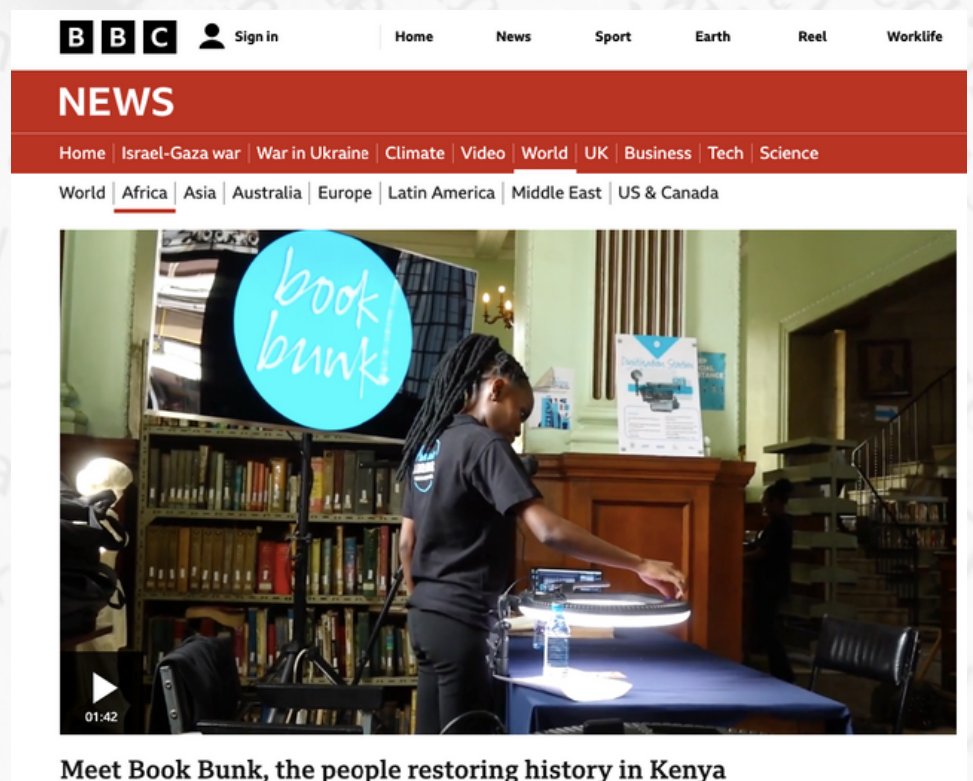 BBC Sign in Home News Sport Earth Reel Worklife
NEWS
Home Israel-Gaza war War in Ukraine Climate Video World UK Business Tech Science
World Africa Asia Australia Europe Latin America Middle East US & Canada
book
bunk
Digitisation Station
01:42
Meet Book Bunk, the people restoring history in Kenya